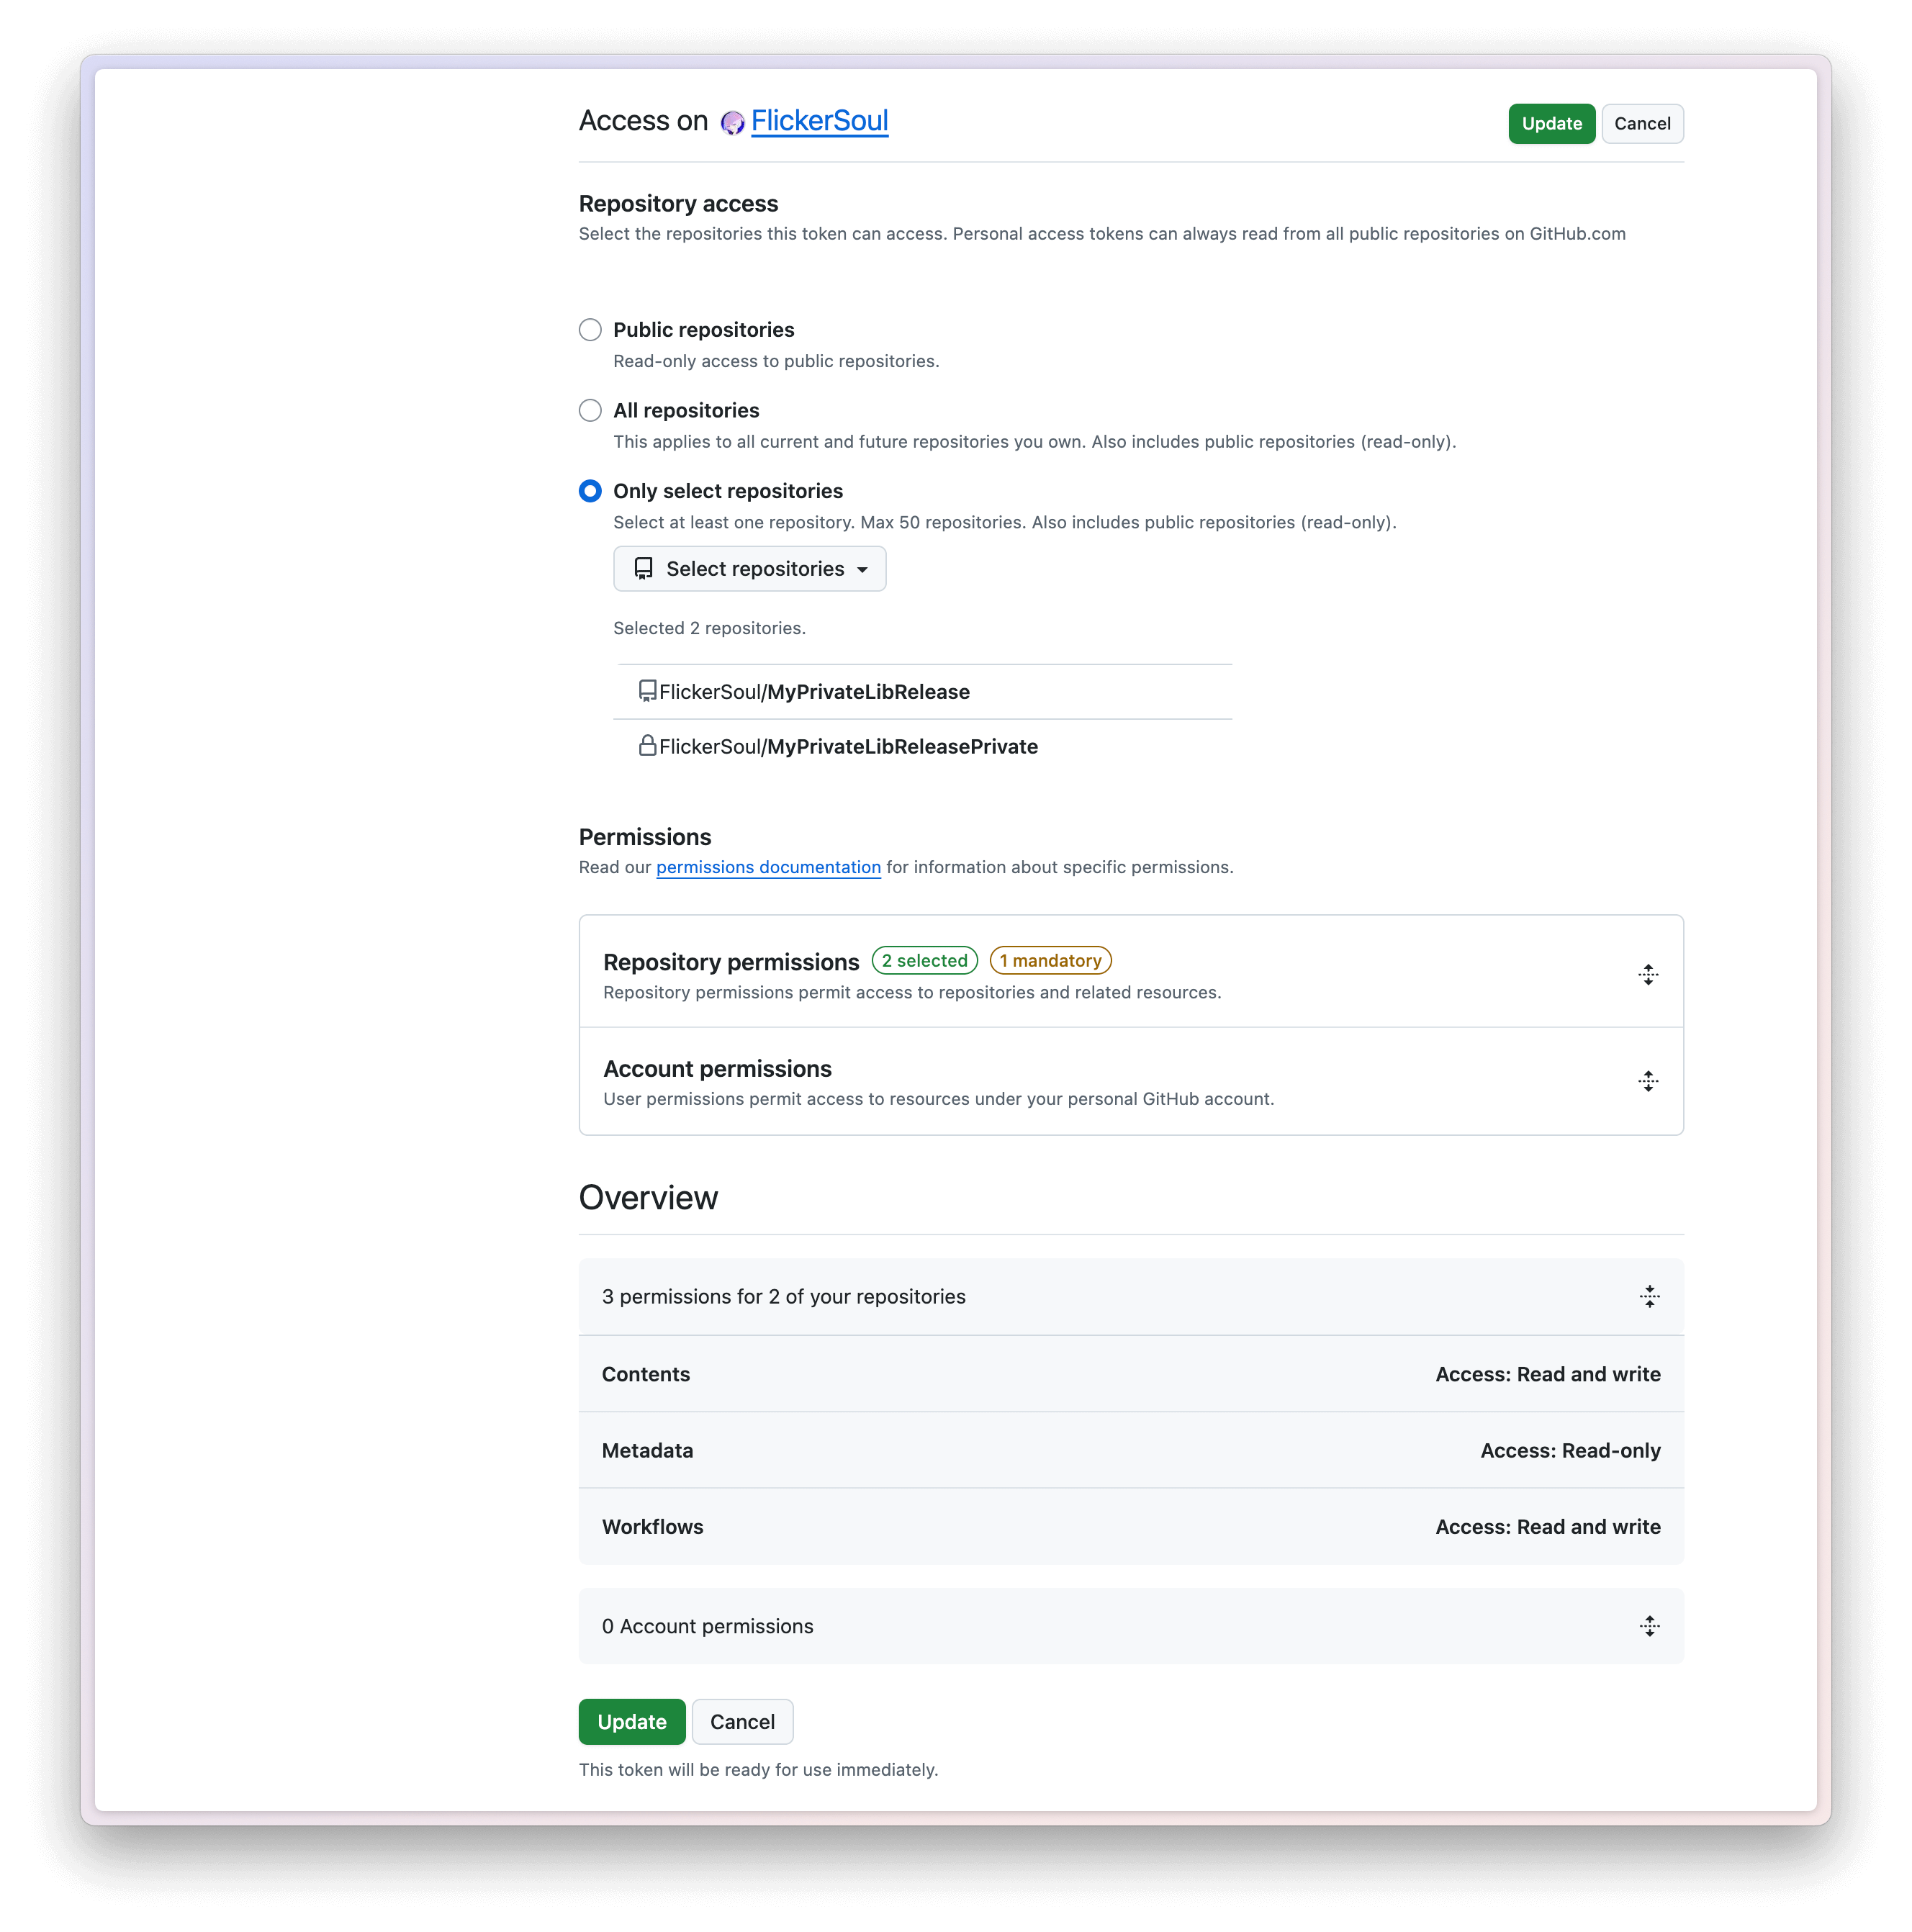 Access on FlickerSoul
Update
Cancel
Repository access
Select the repositories this token can access. Personal access tokens can always read from all public repositories on GitHub.com
Public repositories
Read-only access to public repositories.
All repositories
This applies to all current and future repositories you own. Also includes public repositories (read-only).
Only select repositories
Select at least one repository. Max 50 repositories. Also includes public repositories (read-only).
Select repositories
Selected 2 repositories.
FlickerSoul/MyPrivateLibRelease
FlickerSoul/MyPrivateLibReleasePrivate
Permissions
Read our permissions documentation for information about specific permissions.
Repository permissions 2 selected 1 mandatory
Repository permissions permit access to repositories and related resources.
Account permissions
User permissions permit access to resources under your personal GitHub account.
Overview
3 permissions for 2 of your repositories
Contents Access: Read and write
Metadata Access: Read-only
Workflows Access: Read and write
0 Account permissions
Update
Cancel
This token will be ready for use immediately.